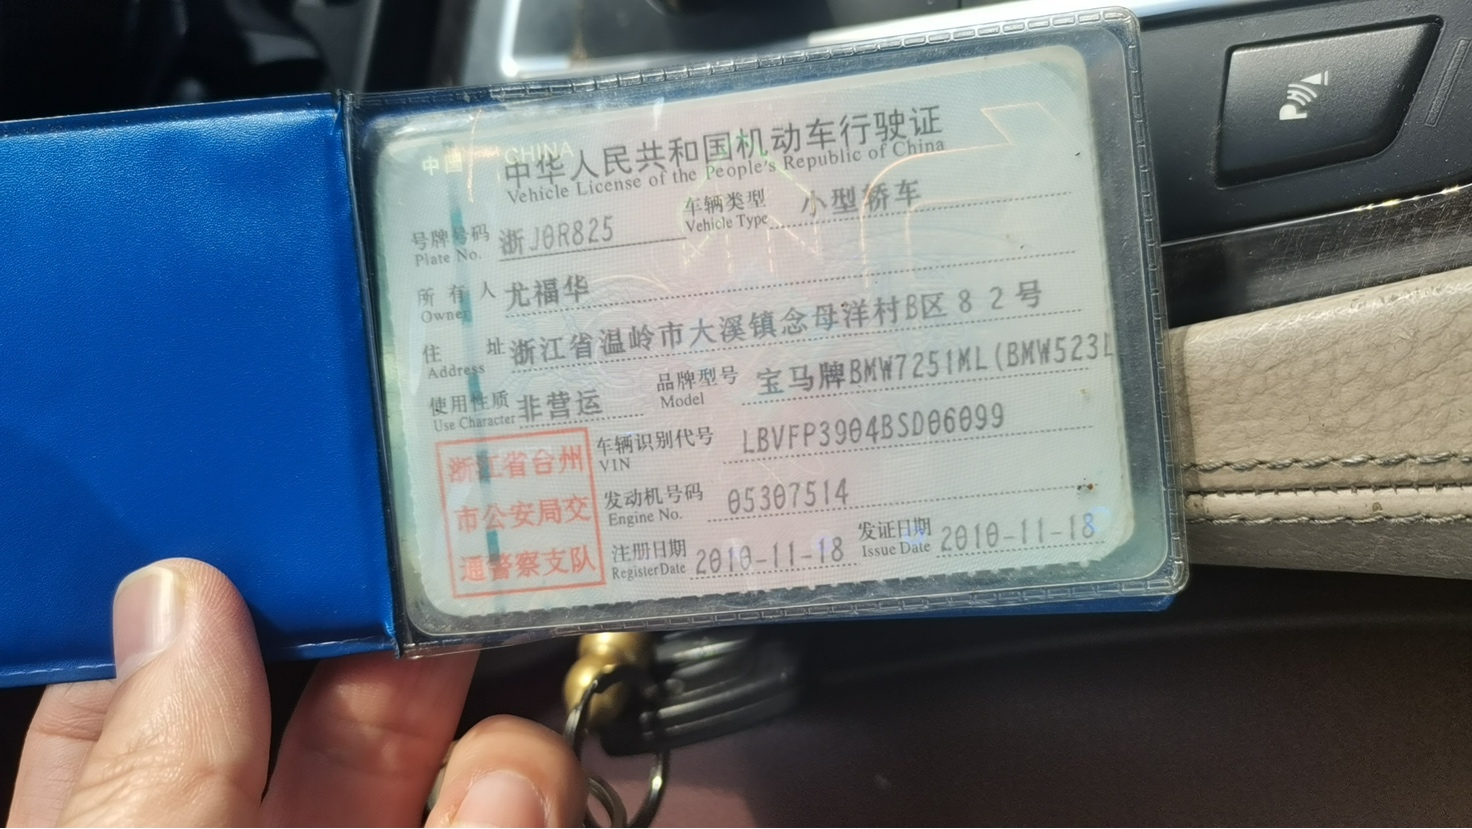 中国 CHINA
中华人民共和国机动车行驶证
Vehicle License of the People's Republic of China
号牌号码 浙J0R825 车辆类型 小型轿车
Plate No. Vehicle Type
所有人 尤福华
Owner
住址 浙江省温岭市大溪镇念母洋村B区82号
Address
使用性质 非营运 品牌型号 宝马牌BMW7251ML(BMW523L
Use Character Model
浙江省台州
市公安局交
通警察支队
车辆识别代号 LBVFP3904BSD06099
VIN
发动机号码 05307514
Engine No.
注册日期 2010-11-18 发证日期 2010-11-18
RegisterDate Issue Date
P